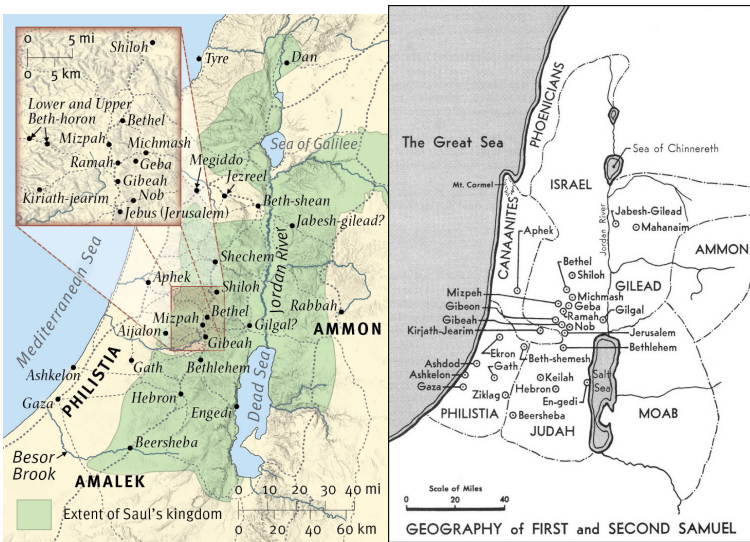 0 5 mi
0 5 km
Shiloh
Lower and Upper
Beth-horon
Bethel
Mizpah
Michmash
Ramah
Geba
Gibeah
Kiriath-jearim
Nob
Jebus (Jerusalem)
Tyre
Dan
Sea of Galilee
Megiddo
Jezreel
Beth-shean
Jabesh-gilead?
Mediterranean Sea
Shechem
Jordan River
Aphek
Shiloh
Rabbah
Bethel
Mizpah
Gilgal?
AMMON
Aijalon
Gibeah
PHILISTIA
Gath
Bethlehem
Ashkelon
Dead Sea
Hebron
Gaza
Engedi
Beersheba
Besor
Brook
AMALEK
Extent of Saul's kingdom
0 10 20 30 40 mi
0 20 40 60 km
PHOENICIANS
The Great Sea
Sea of Chinnereth
Mt. Carmel
ISRAEL
CANAANITES
Jordan River
Jabesh-Gilead
Mahanaim
Aphek
AMMON
Bethel
Shiloh
GILEAD
Mizpeh
Michmash
Gibeon
Geba
Ramah
Gilgal
Gibeah
Nob
Kirjath-Jearim
Jerusalem
Bethlehem
Ekron
Beth-shemesh
Ashdod
Gath
Ashkelon
Keilah
Salt
Sea
Gaza
Hebron
Ziklag
En-gedi
PHILISTIA
Beersheba
MOAB
JUDAH
Scale of Miles
0 40
GEOGRAPHY of FIRST and SECOND SAMUEL